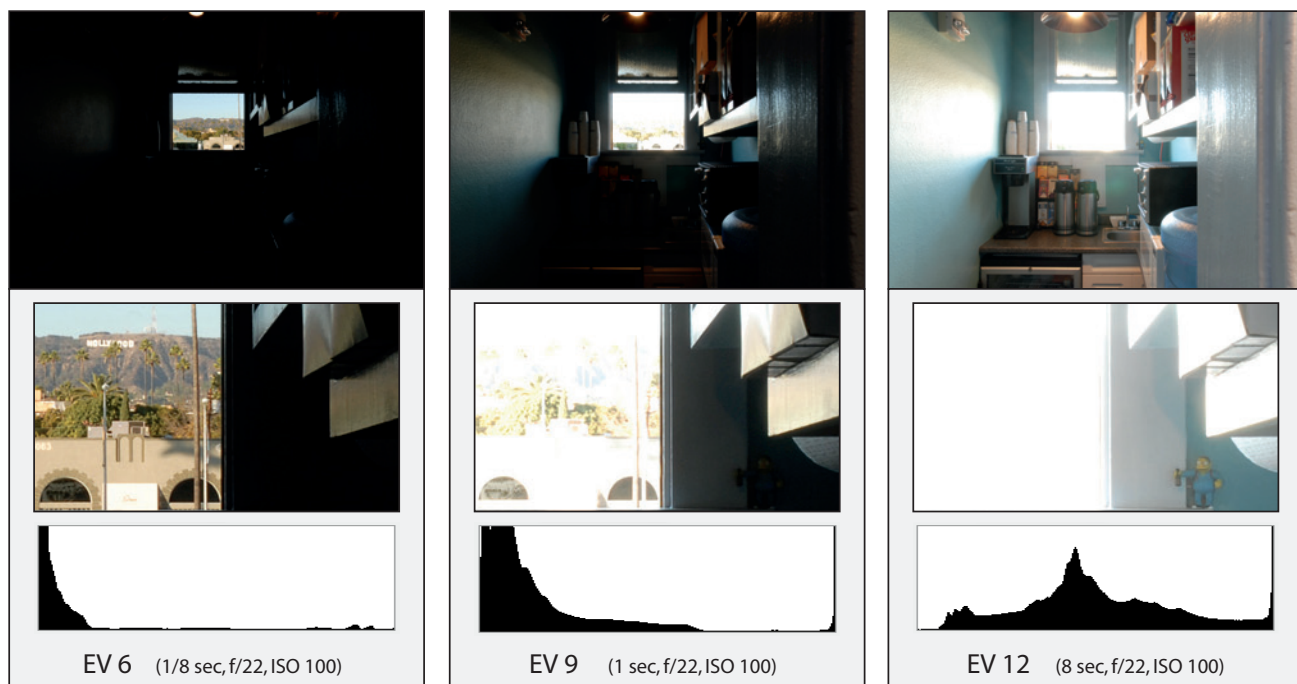 HOLLYWOOD
EV 6 (1/8 sec, f/22, ISO 100)
EV 9 (1 sec, f/22, ISO 100)
EV 12 (8 sec, f/22, ISO 100)